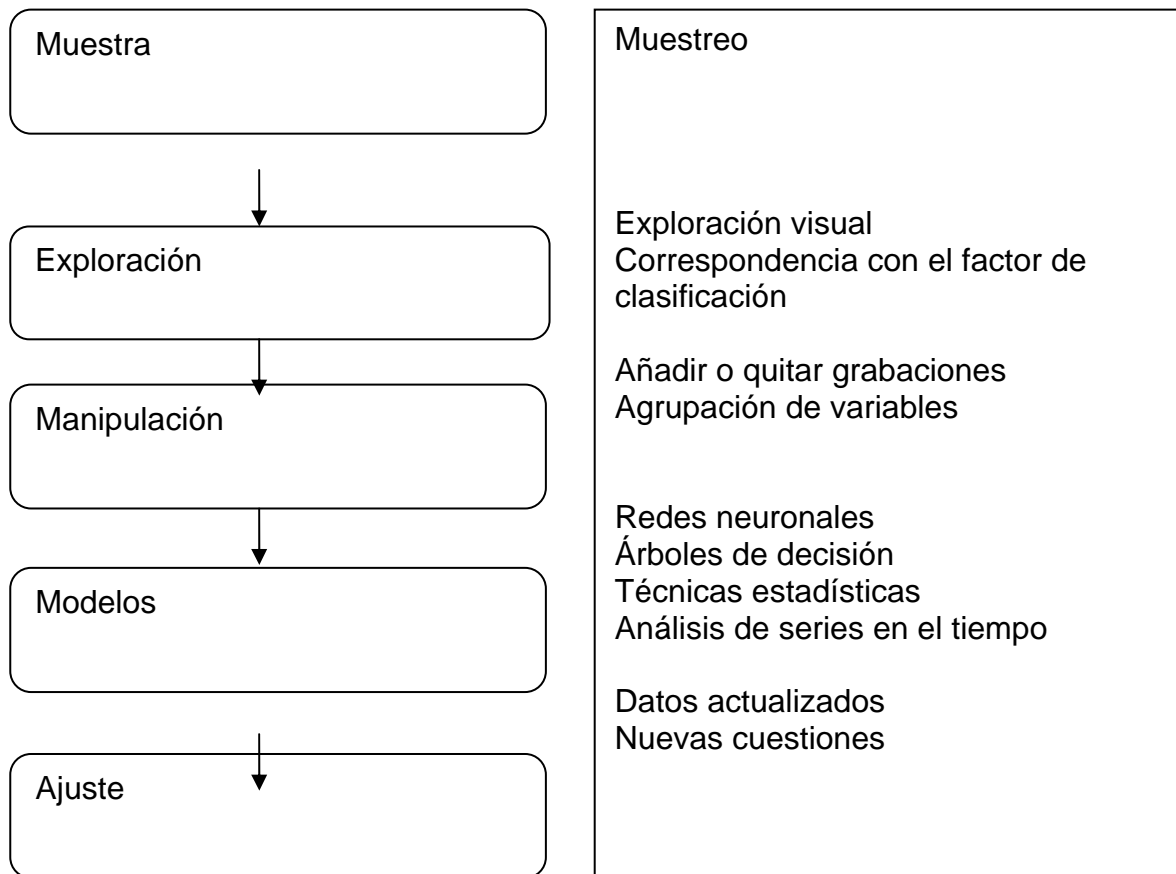 Muestra
Exploración
Manipulación
Modelos
Ajuste
Muestreo
Exploración visual
Correspondencia con el factor de
clasificación
Añadir o quitar grabaciones
Agrupación de variables
Redes neuronales
Árboles de decisión
Técnicas estadísticas
Análisis de series en el tiempo
Datos actualizados
Nuevas cuestiones